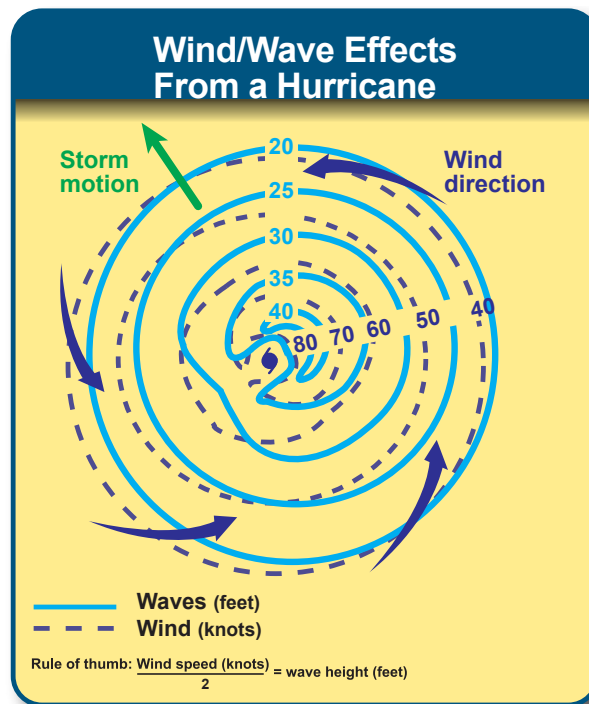 Wind/Wave Effects
From a Hurricane
Storm
motion
Wind
direction
20
25
30
35
40
80 70 60 50 40
Waves (feet)
Wind (knots)
Rule of thumb: Wind speed (knots) = wave height (feet)
2